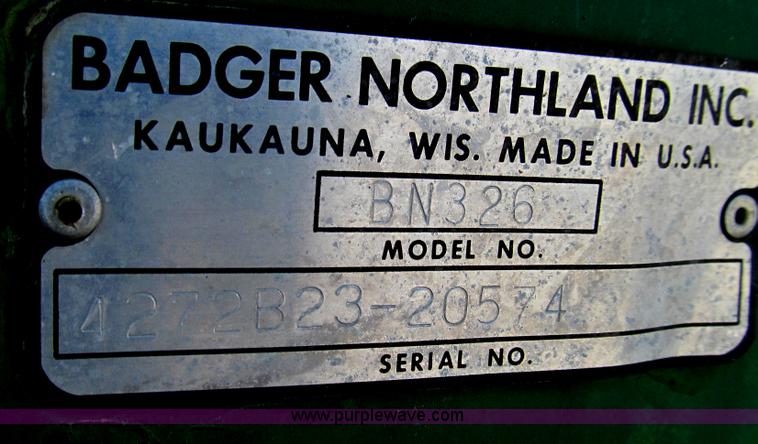 BADGER NORTHLAND INC.
KAUKAUNA, WIS. MADE IN U.S.A.
BN326
MODEL NO.
4272B23-20574
SERIAL NO.
www.purplewave.com